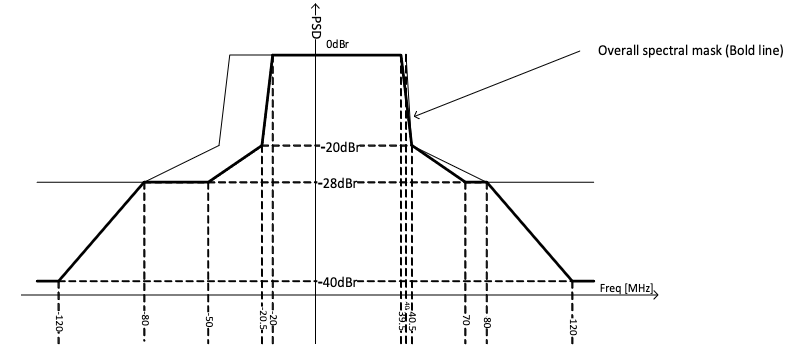 PSD
0dBr
Overall spectral mask (Bold line)
-20dBr
-28dBr
-40dBr
Freq [MHz]
-120
-80
-50
-20.5
-20
39.5
40
40.5
70
80
120